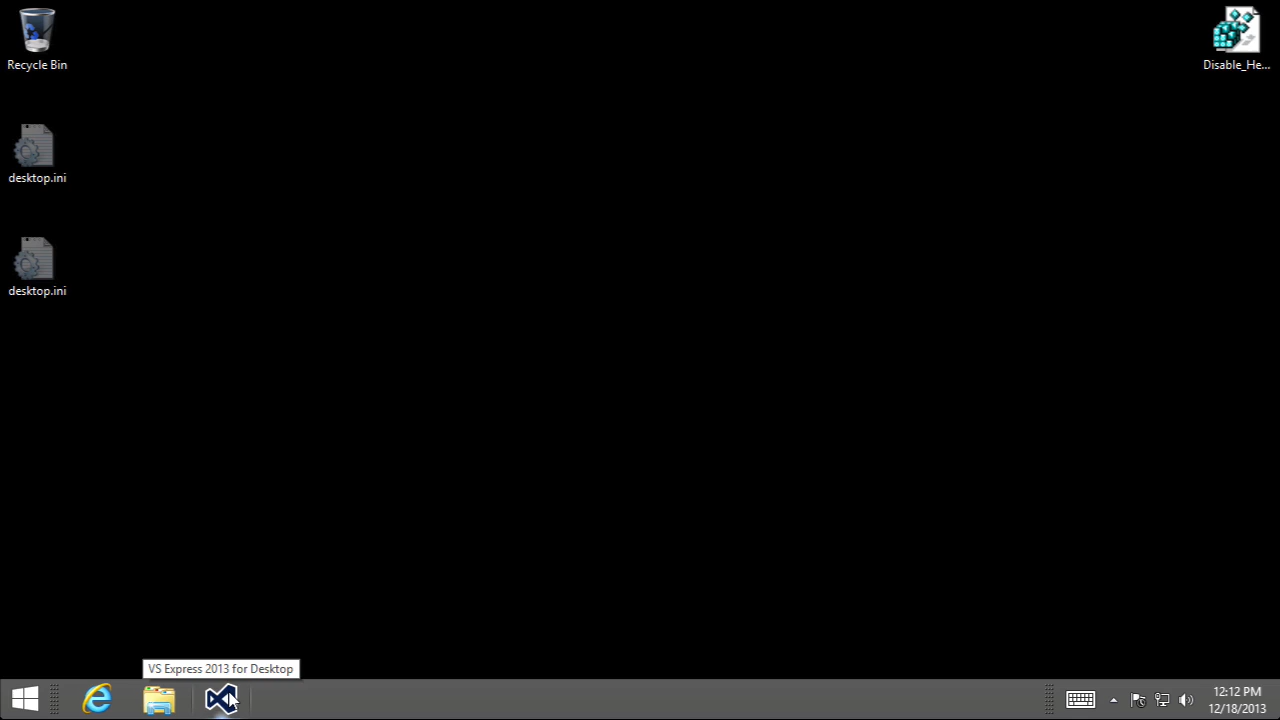 Recycle Bin
Disable_He...
desktop.ini
desktop.ini
VS Express 2013 for Desktop
12:12 PM
12/18/2013